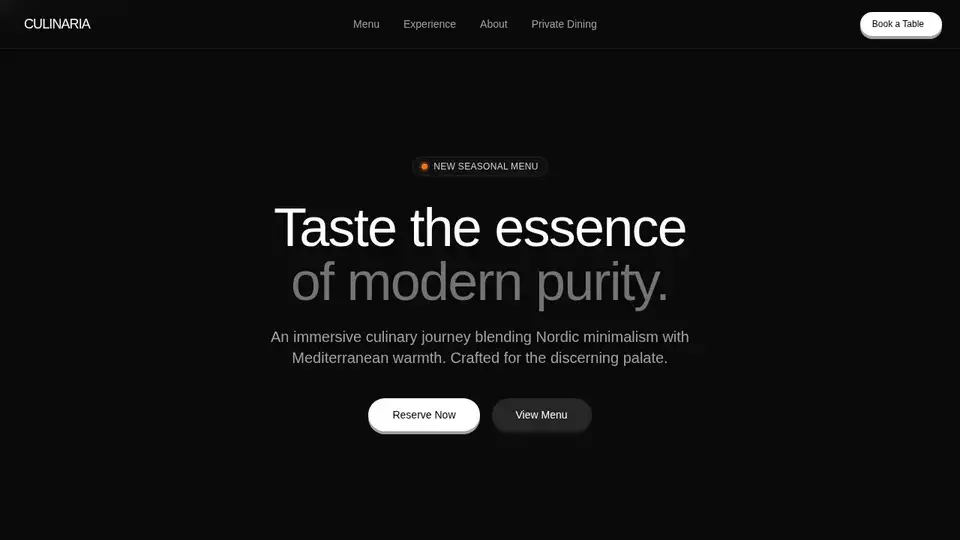 CULINARIA
Menu
Experience
About
Private Dining
Book a Table
NEW SEASONAL MENU
Taste the essence
of modern purity.
An immersive culinary journey blending Nordic minimalism with
Mediterranean warmth. Crafted for the discerning palate.
Reserve Now
View Menu